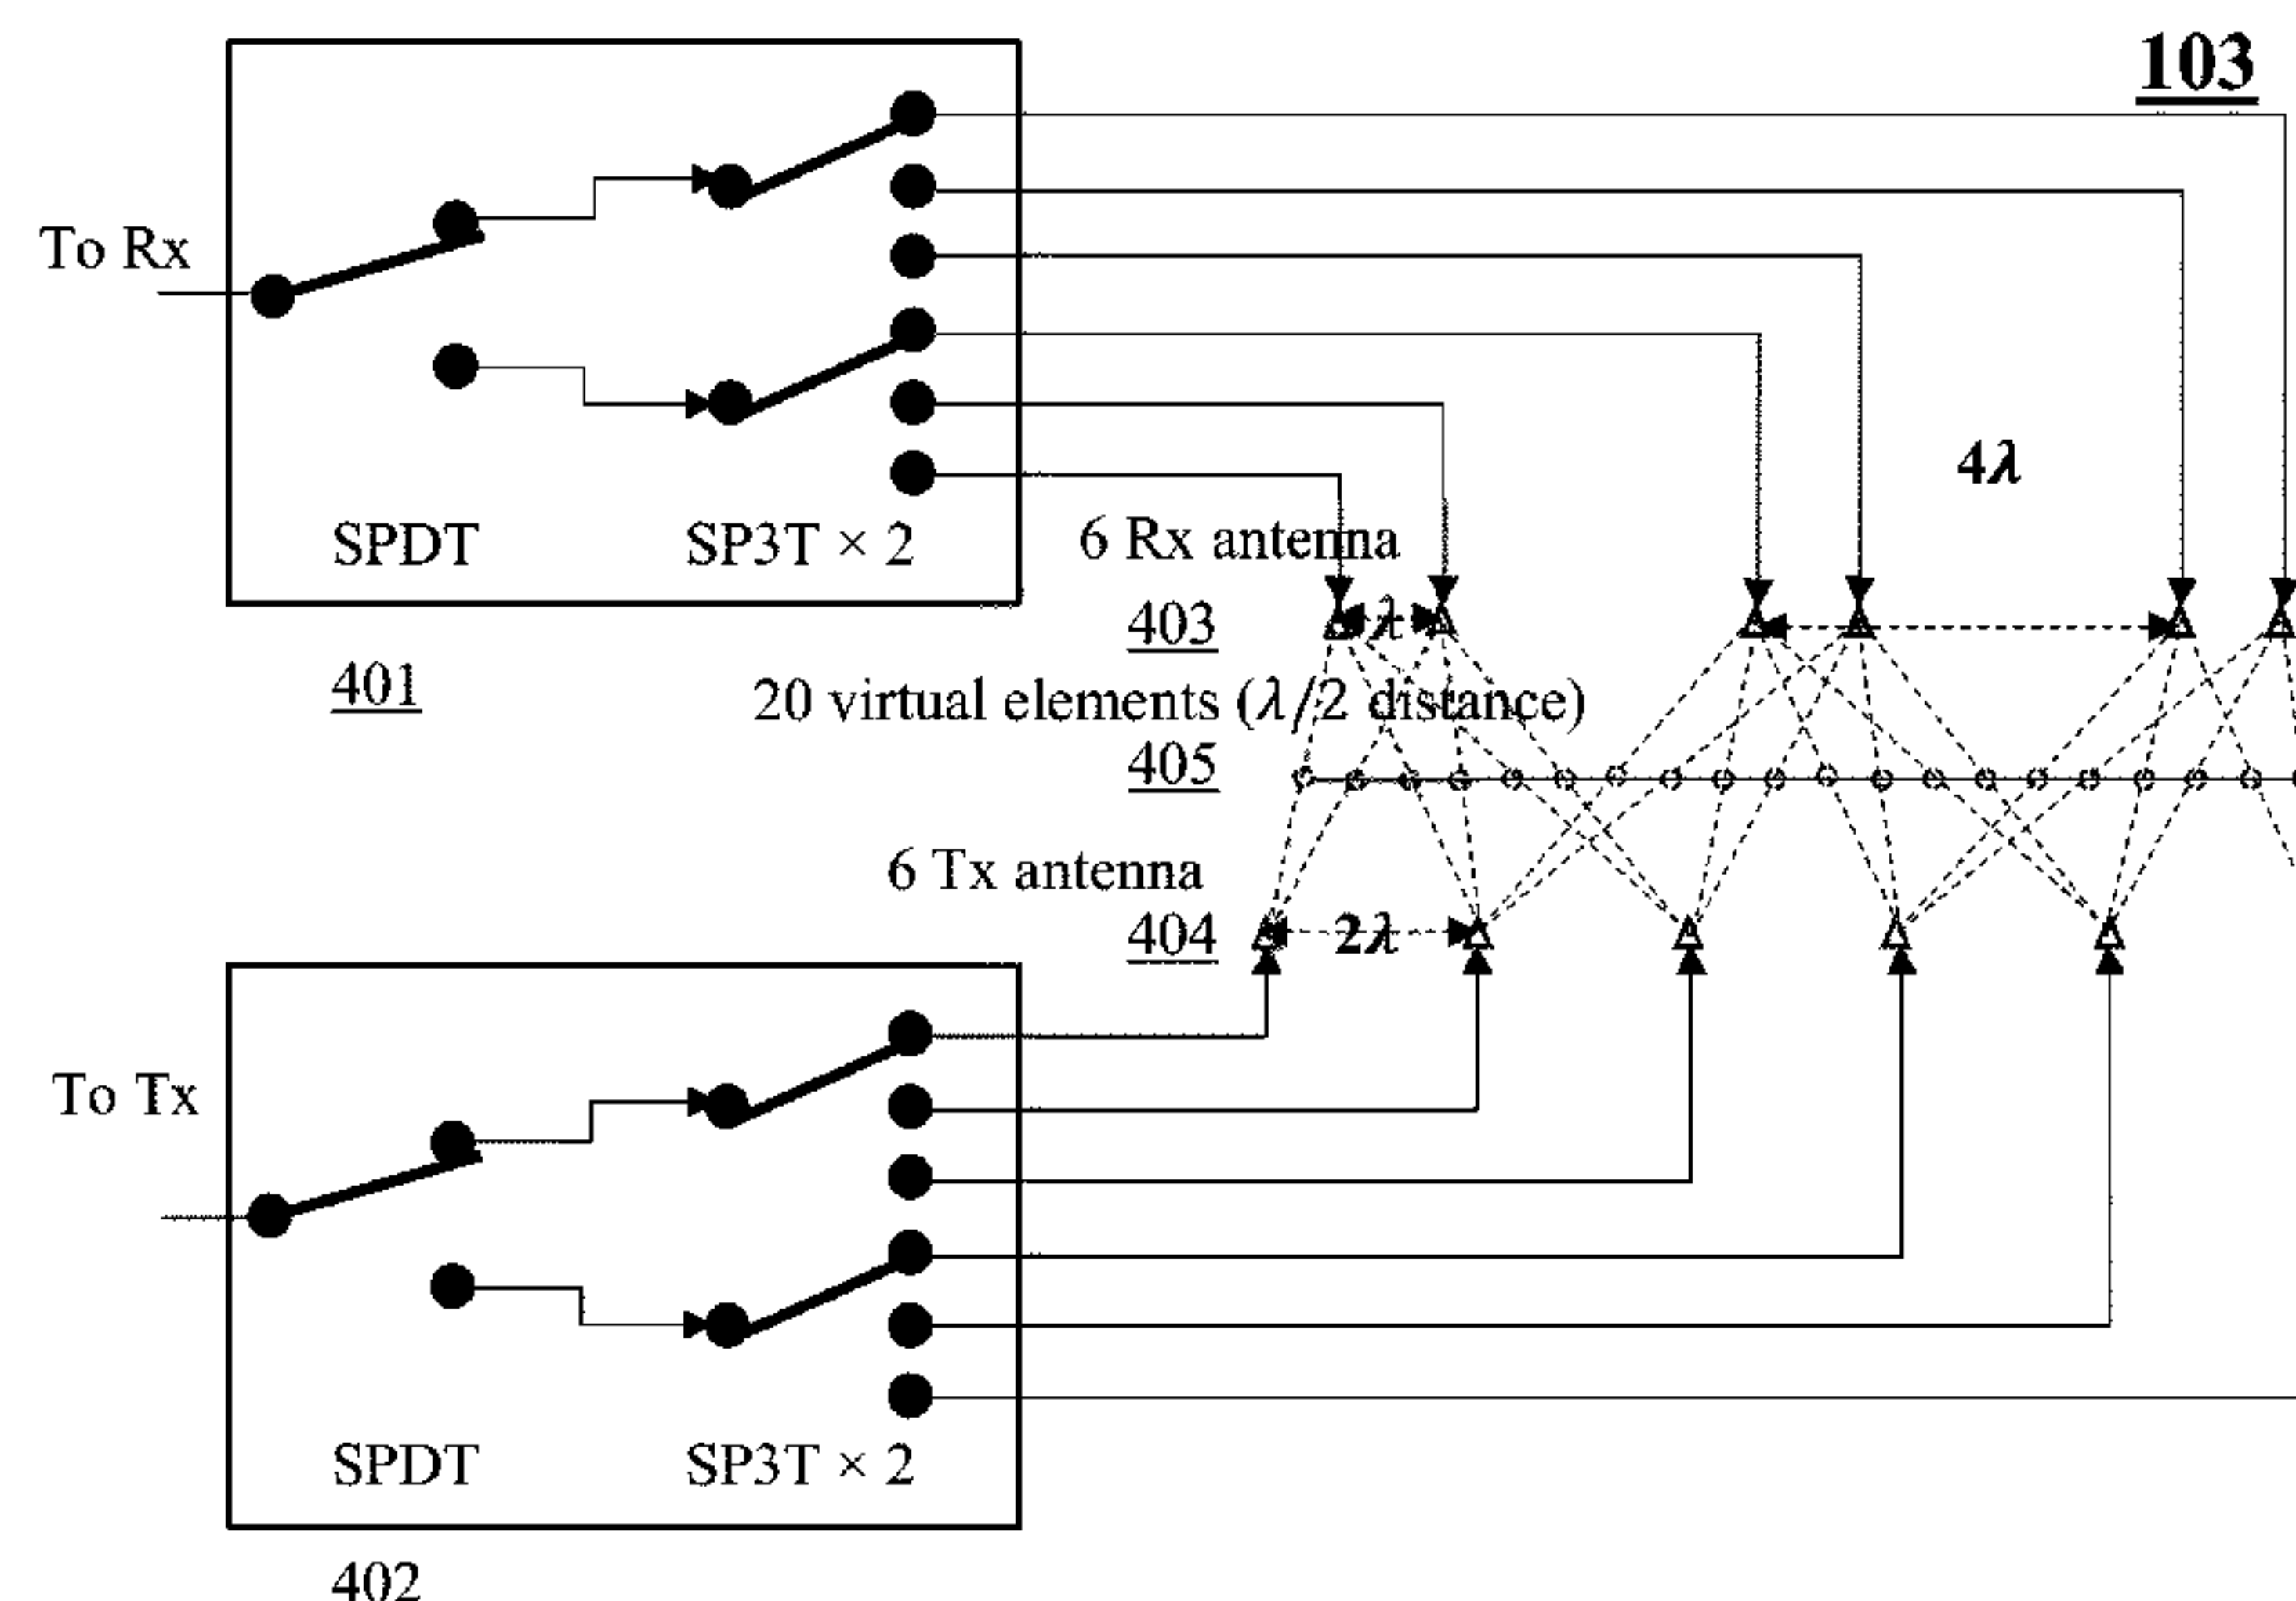 103
To Rx
4λ
SPDT
SP3T × 2
6 Rx antenna
403
λ
401
20 virtual elements (λ/2 distance)
405
6 Tx antenna
404
2λ
To Tx
SPDT
SP3T × 2
402